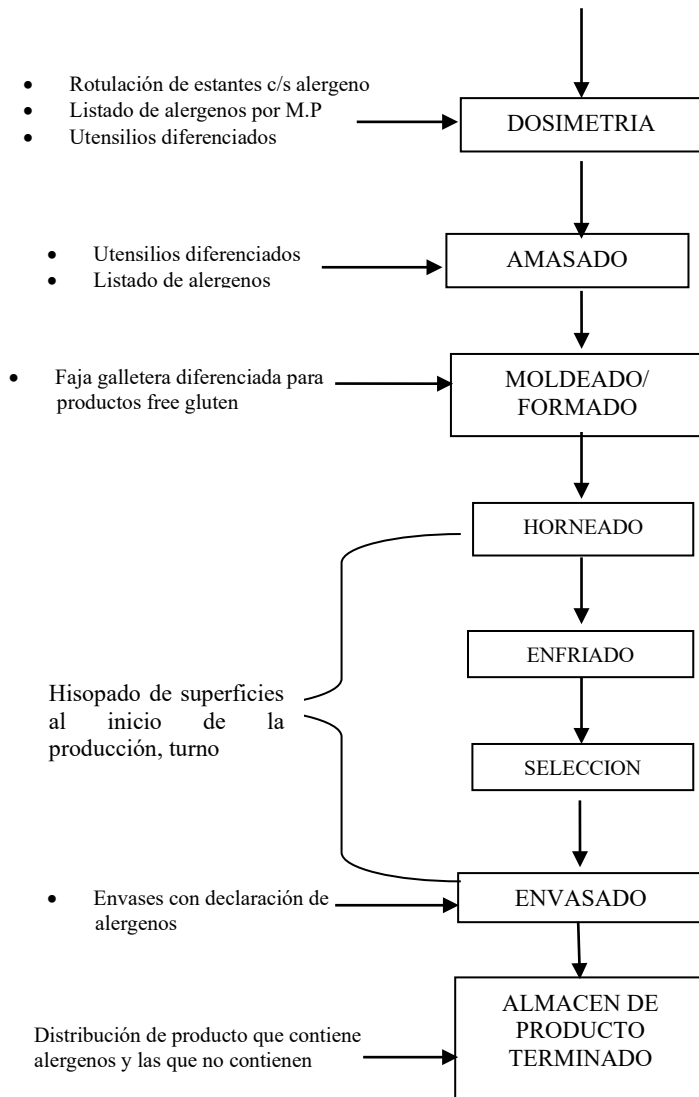 • Rotulación de estantes c/s alergeno
• Listado de alergenos por M.P
• Utensilios diferenciados
DOSIMETRIA
• Utensilios diferenciados
• Listado de alergenos
AMASADO
• Faja galletera diferenciada para
productos free gluten
MOLDEADO/
FORMADO
HORNEADO
ENFRIADO
Hisopado de superficies
al inicio de la
producción, turno
SELECCION
• Envases con declaración de
alergenos
ENVASADO
ALMACEN DE
PRODUCTO
TERMINADO
Distribución de producto que contiene
alergenos y las que no contienen